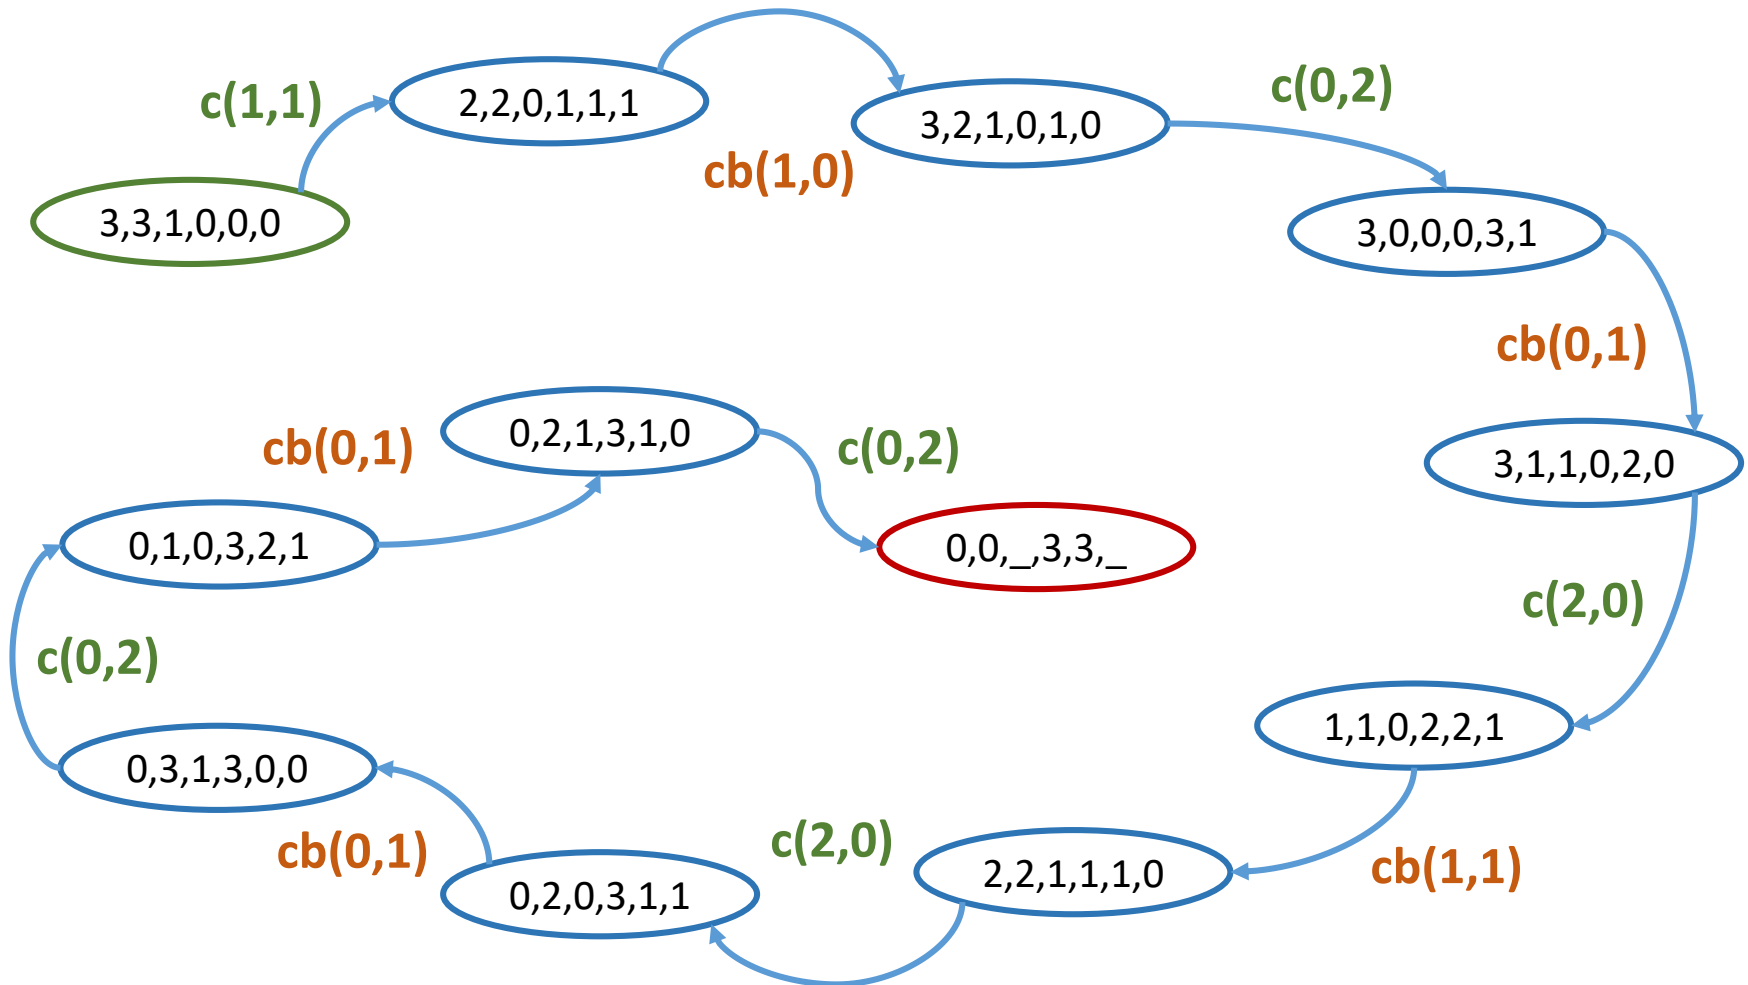 3,3,1,0,0,0
c(1,1)
2,2,0,1,1,1
cb(1,0)
3,2,1,0,1,0
c(0,2)
3,0,0,0,3,1
cb(0,1)
3,1,1,0,2,0
c(2,0)
1,1,0,2,2,1
cb(1,1)
2,2,1,1,1,0
c(2,0)
0,2,0,3,1,1
cb(0,1)
0,3,1,3,0,0
c(0,2)
0,1,0,3,2,1
cb(0,1)
0,2,1,3,1,0
c(0,2)
0,0,_,3,3,_